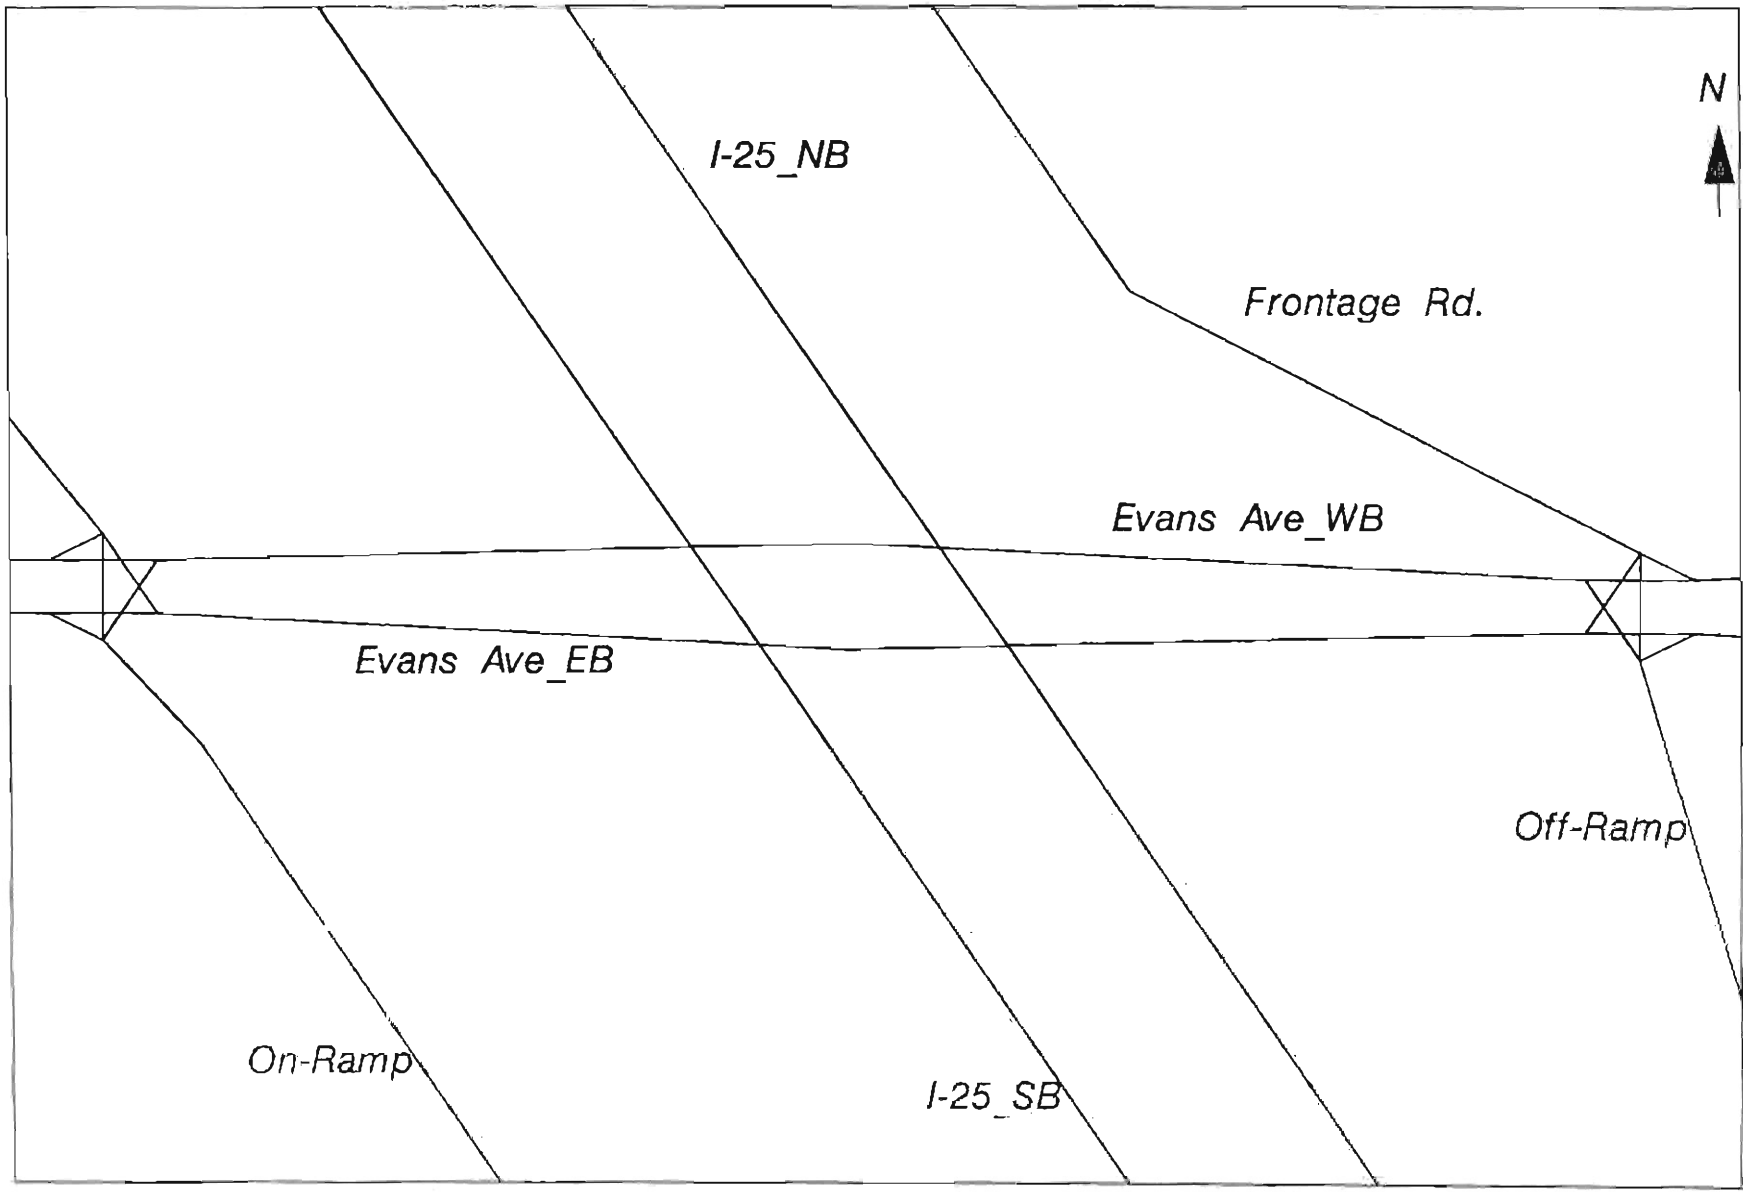 N
I-25_NB
Frontage Rd.
Evans Ave_WB
Evans Ave_EB
Off-Ramp
On-Ramp
I-25_SB